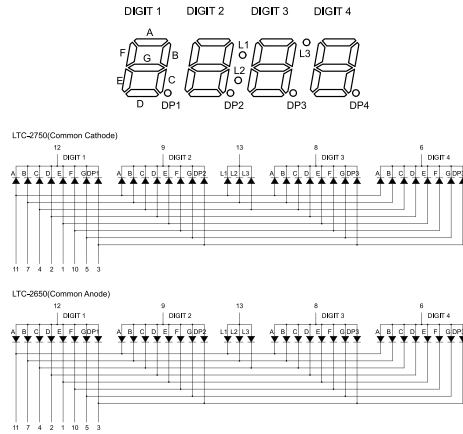 DIGIT 1 DIGIT 2 DIGIT 3 DIGIT 4
A
L1
F B
G L3
L2
E C
D DP1 DP2 DP3 DP4
LTC-2750(Common Cathode)
12 9 13 8 6
DIGIT 1 DIGIT 2 DIGIT 3 DIGIT 4
A B C D E F G DP1 A B C D E F G DP2 L1 L2 L3 A B C D E F G DP3 A B C D E F G
11 7 4 2 1 10 5 3
LTC-2650(Common Anode)
12 9 13 8 6
DIGIT 1 DIGIT 2 DIGIT 3 DIGIT 4
A B C D E F G DP1 A B C D E F G DP2 L1 L2 L3 A B C D E F G DP3 A B C D E F G
11 7 4 2 1 10 5 3